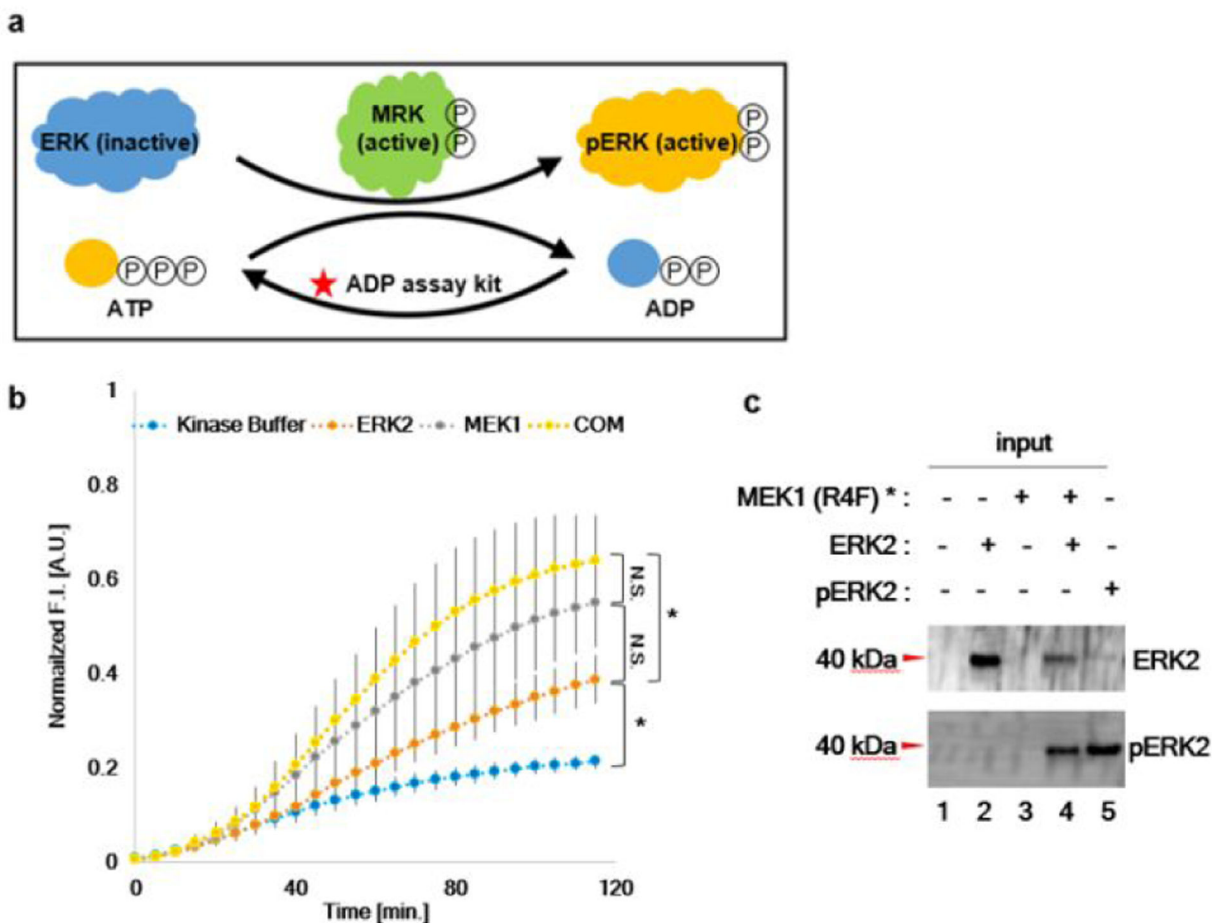 a
ERK (inactive)
MRK
(active)
P
P
pERK (active)
P
P
P P P
ATP
ADP assay kit
P P
ADP
b
1
0.8
0.6
0.4
0.2
0
Normailzed F.I. [A.U.]
Kinase Buffer ERK2 MEK1 COM
N.S.
N.S.
*
*
0 40 80 120
Time [min.]
c
input
MEK1 (R4F) * : - - + + -
ERK2 : - + - + -
pERK2 : - - - - +
40 kDa ERK2
40 kDa pERK2
1 2 3 4 5